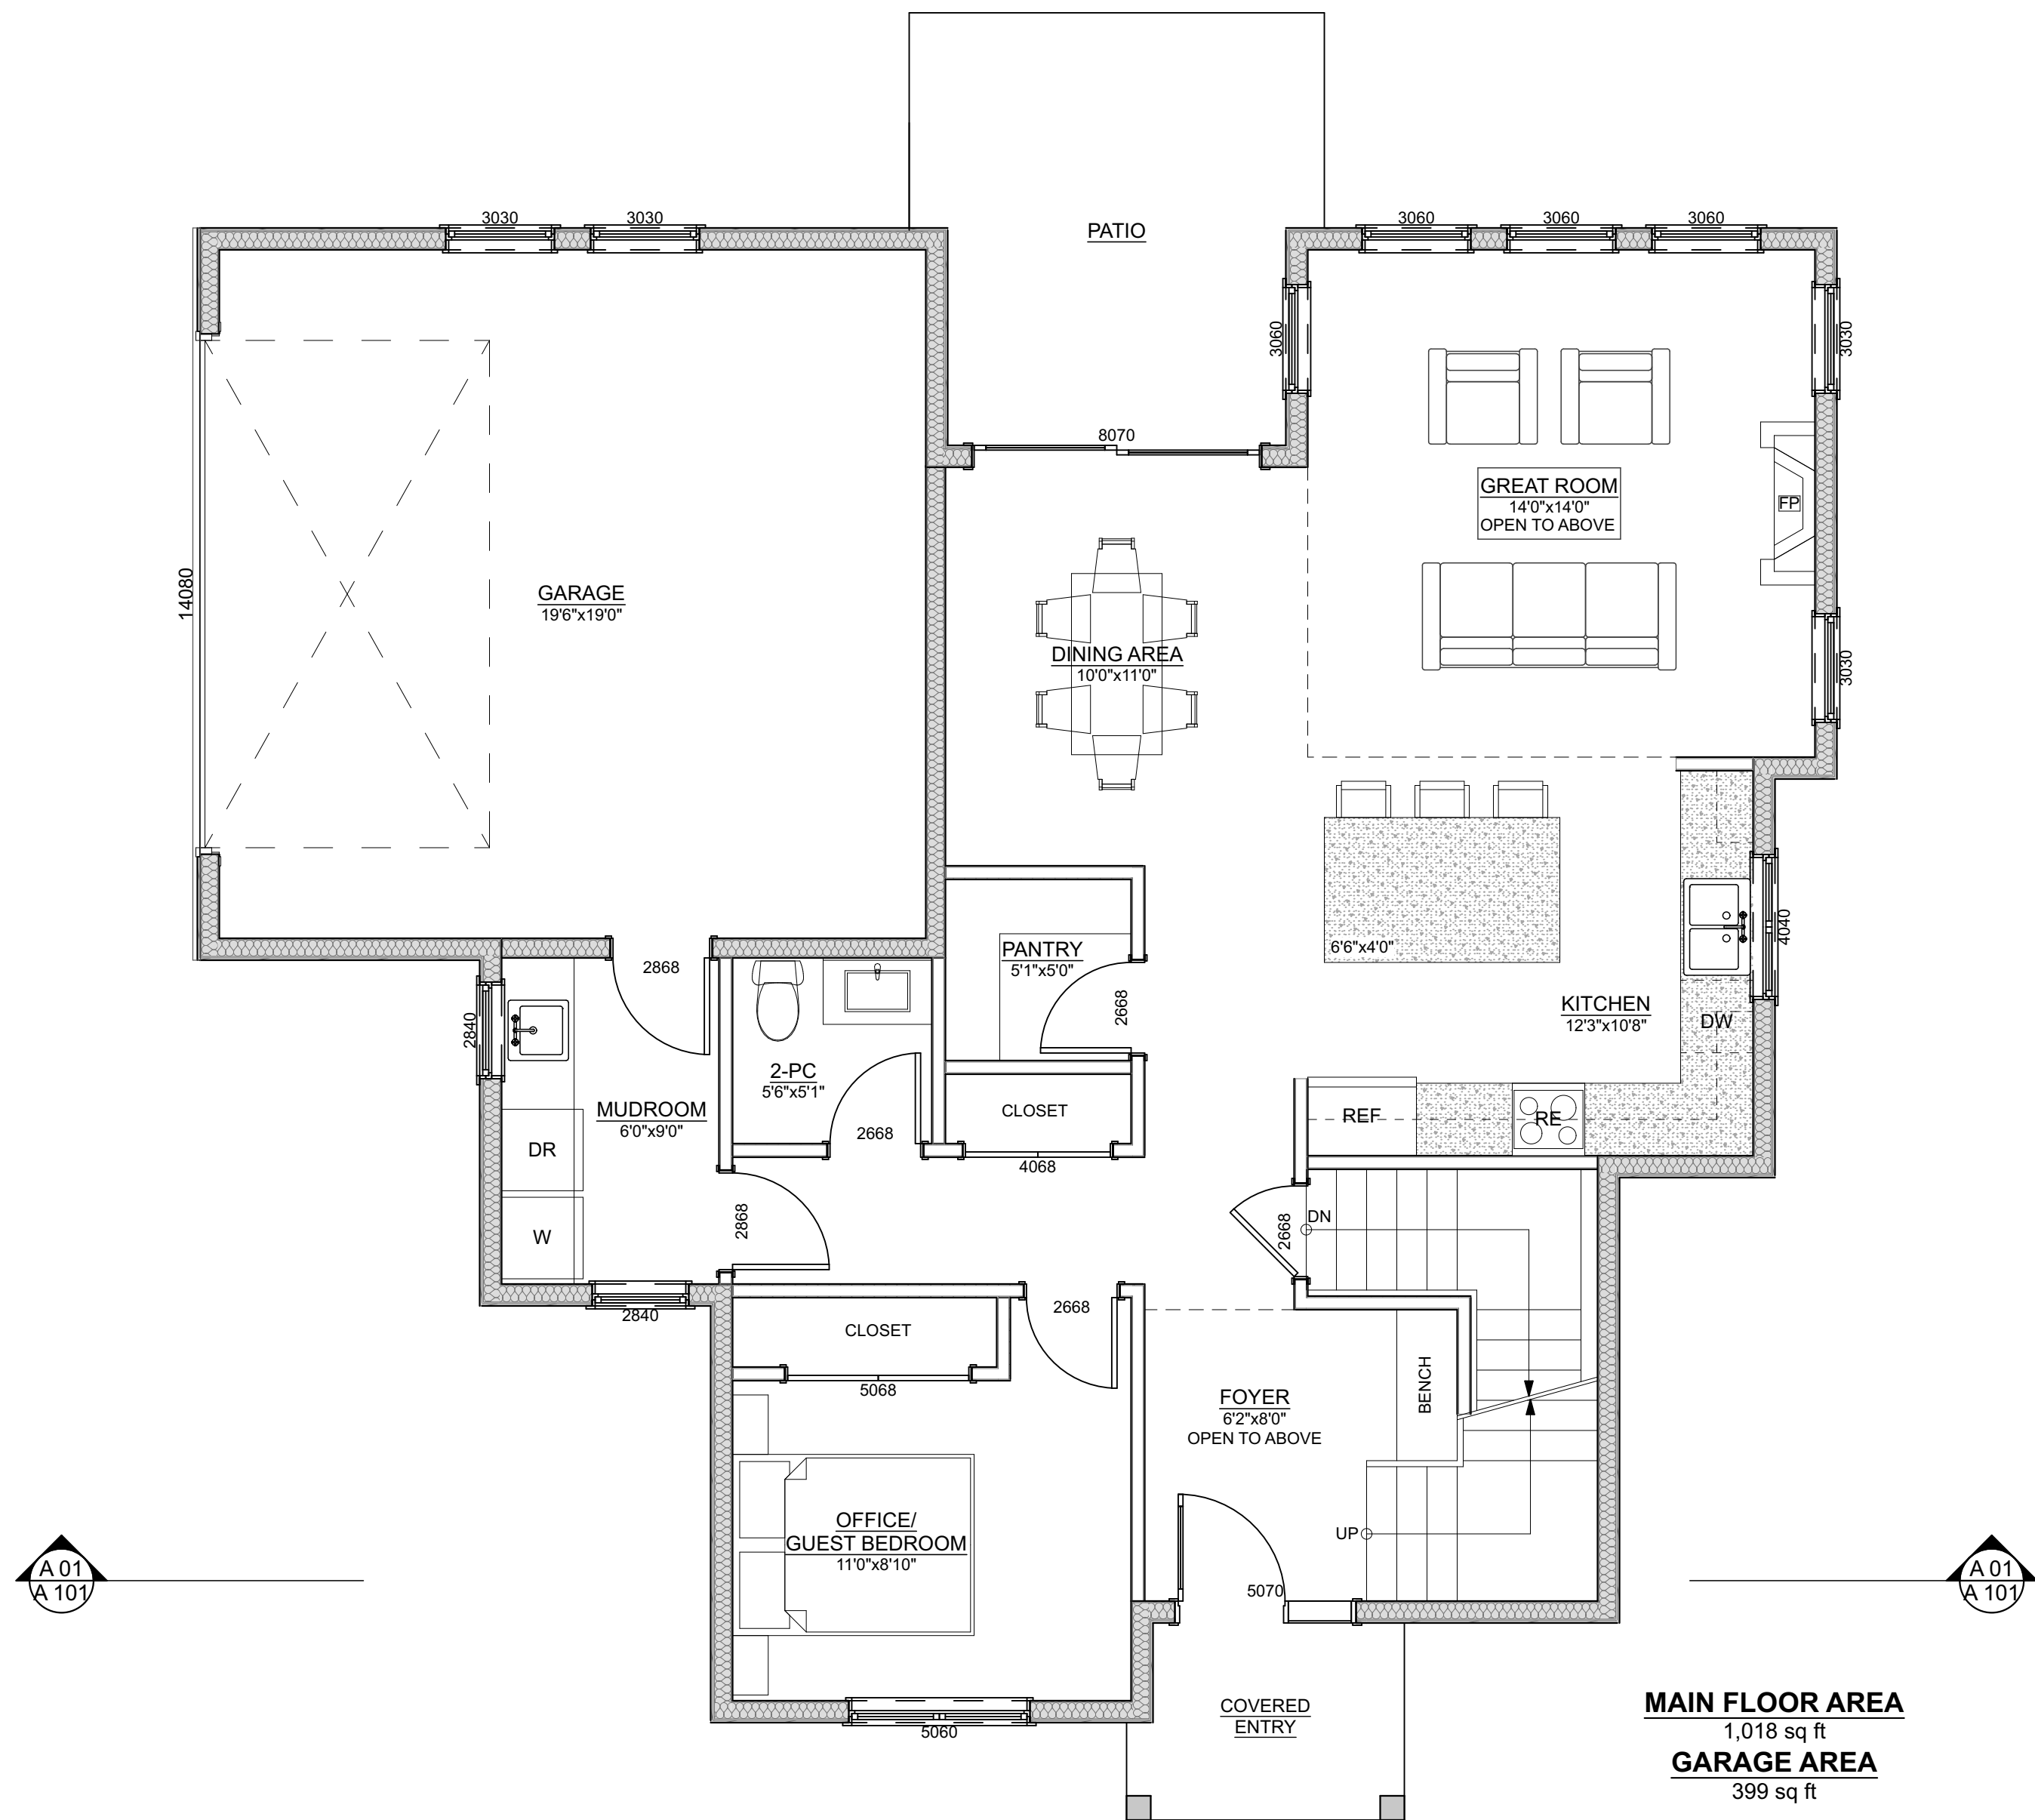 PATIO
3030
3030
3060
3060
3060
3060
3030
8070
GREAT ROOM
14'0"x14'0"
OPEN TO ABOVE
FP
14080
GARAGE
19'6"x19'0"
DINING AREA
10'0"x11'0"
3030
4040
6'6"x4'0"
PANTRY
5'1"x5'0"
2668
2868
2840
KITCHEN
12'3"x10'8"
DW
2-PC
5'6"x5'1"
MUDROOM
6'0"x9'0"
CLOSET
REF
RE
DR
2668
4068
W
2868
2668
DN
2840
CLOSET
2668
5068
BENCH
FOYER
6'2"x8'0"
OPEN TO ABOVE
OFFICE/
GUEST BEDROOM
11'0"x8'10"
UP
5070
A 01
A 101
A 01
A 101
5060
COVERED
ENTRY
MAIN FLOOR AREA
1,018 sq ft
GARAGE AREA
399 sq ft